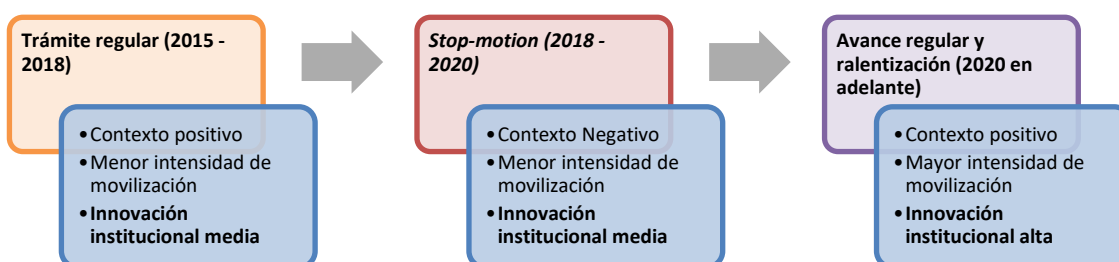 Trámite regular (2015 -
2018)
• Contexto positivo
• Menor intensidad de
movilización
• Innovación
institucional media
Stop-motion (2018 -
2020)
• Contexto Negativo
• Menor intensidad de
movilización
• Innovación
institucional media
Avance regular y
ralentización (2020 en
adelante)
• Contexto positivo
• Mayor intensidad de
movilización
• Innovación
institucional alta